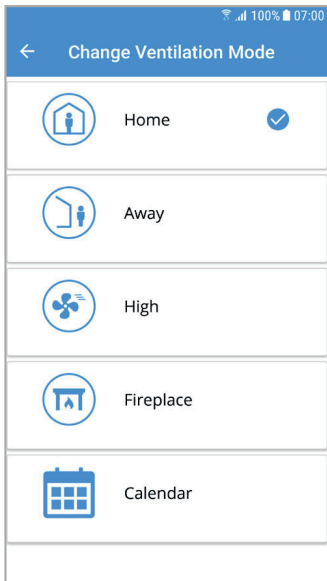 100% 07:00
Change Ventilation Mode
Home
Away
High
Fireplace
Calendar